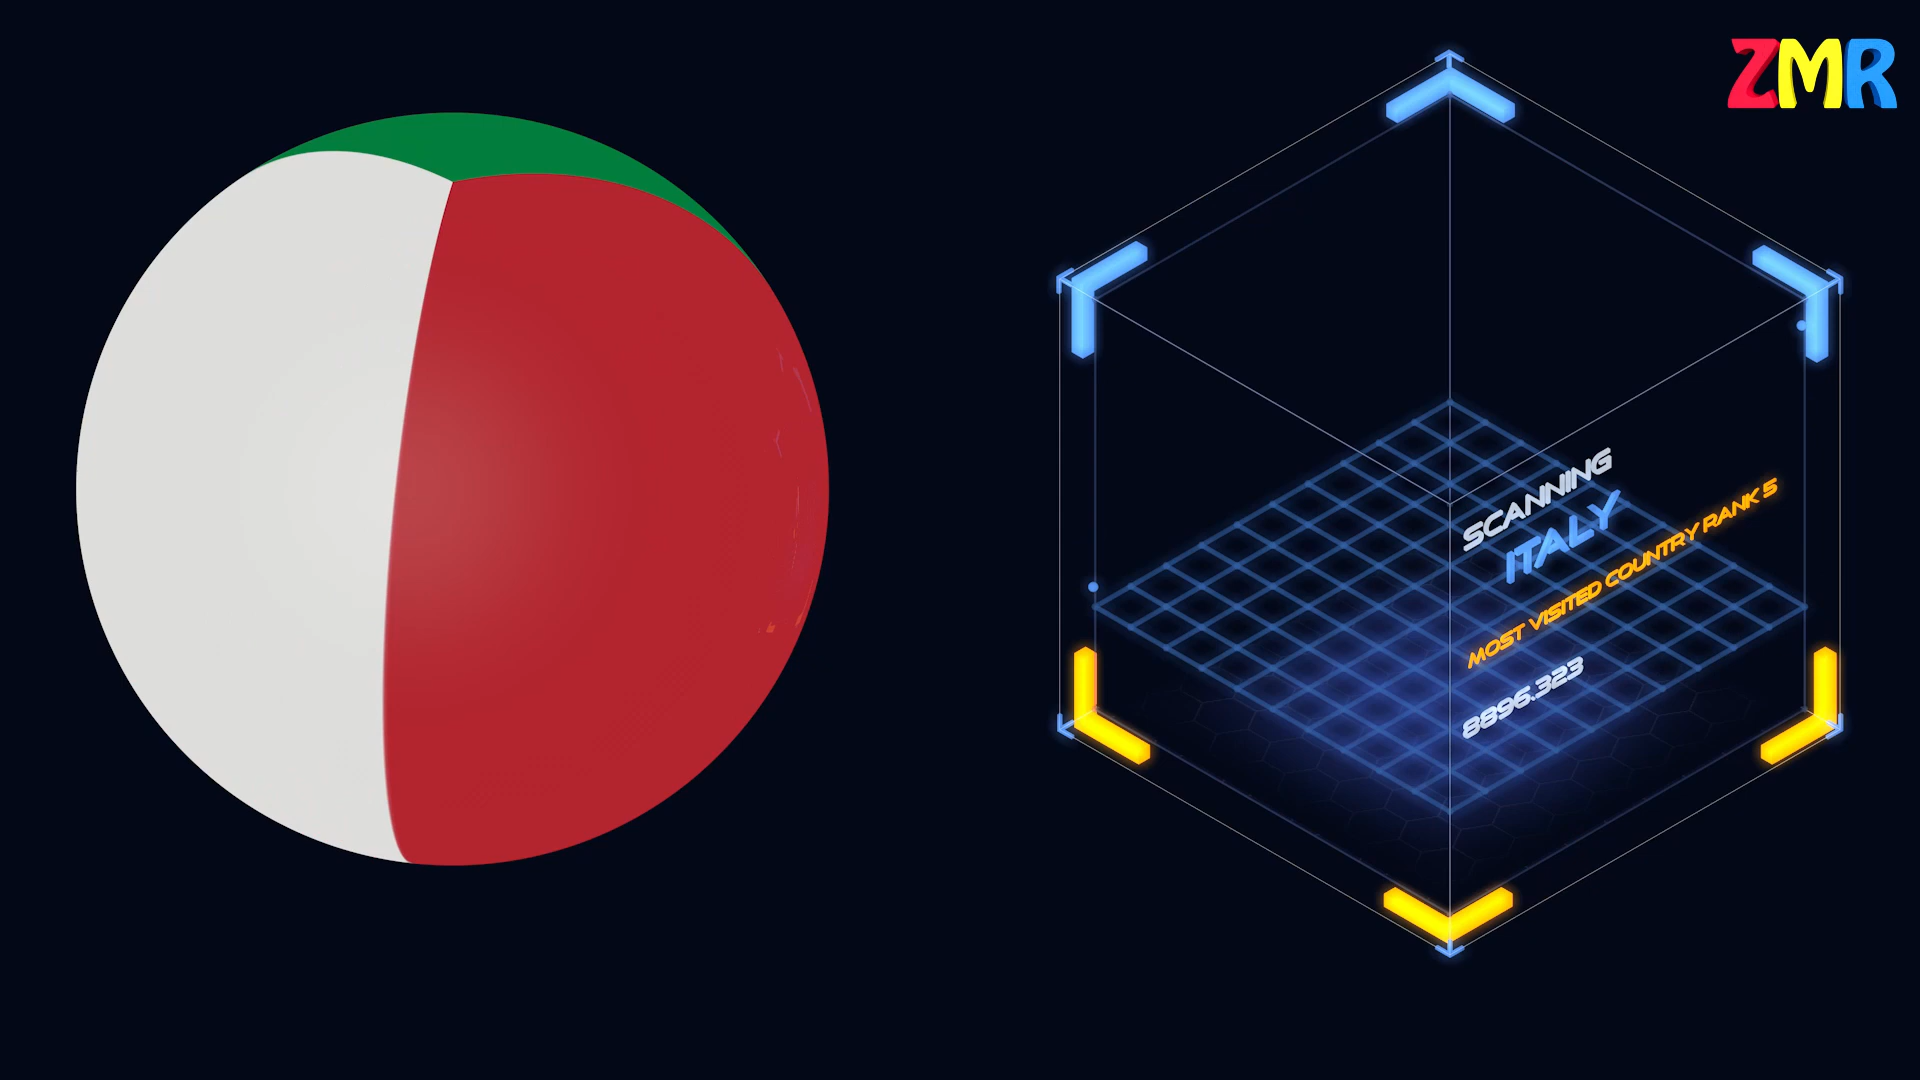 ZMR
SCANNING
ITALY
MOST VISITED COUNTRY RANK 5
8896.323